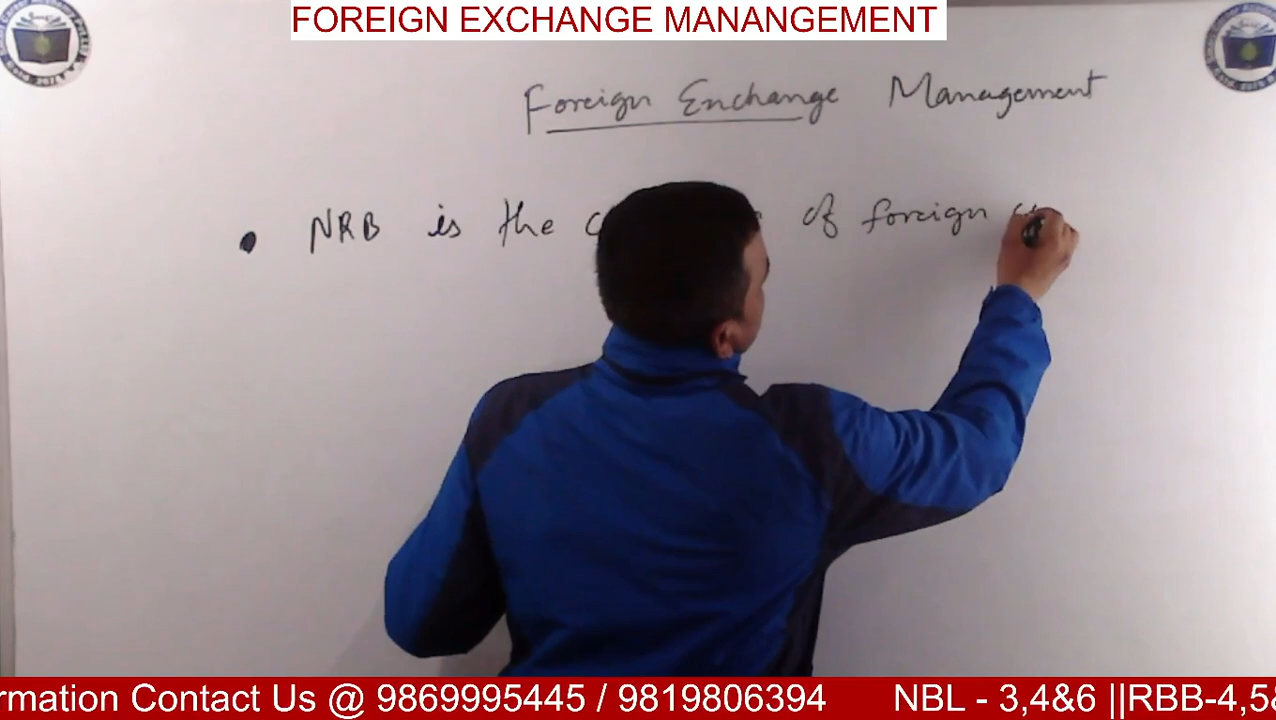 FOREIGN EXCHANGE MANANGEMENT
Foreign Exchange Management
NRB is the of foreign
rmation Contact Us @ 9869995445 / 9819806394 NBL - 3,4&6 ||RBB-4,5&